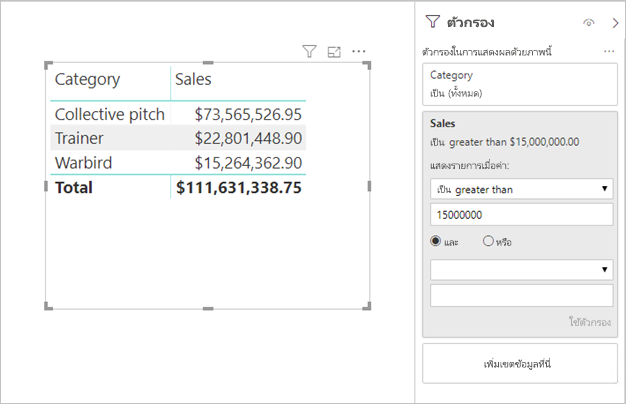 Category Sales
Collective pitch $73,565,526.95
Trainer $22,801,448.90
Warbird $15,264,362.90
Total $111,631,338.75
ตัวกรอง
ตัวกรองในการแสดงผลด้วยภาพนี้
Category
เป็น (ทั้งหมด)
Sales
เป็น greater than $15,000,000.00
แสดงรายการเมื่อค่า:
เป็น greater than
15000000
และ หรือ
ใช้ตัวกรอง
เพิ่มเขตข้อมูลที่นี่